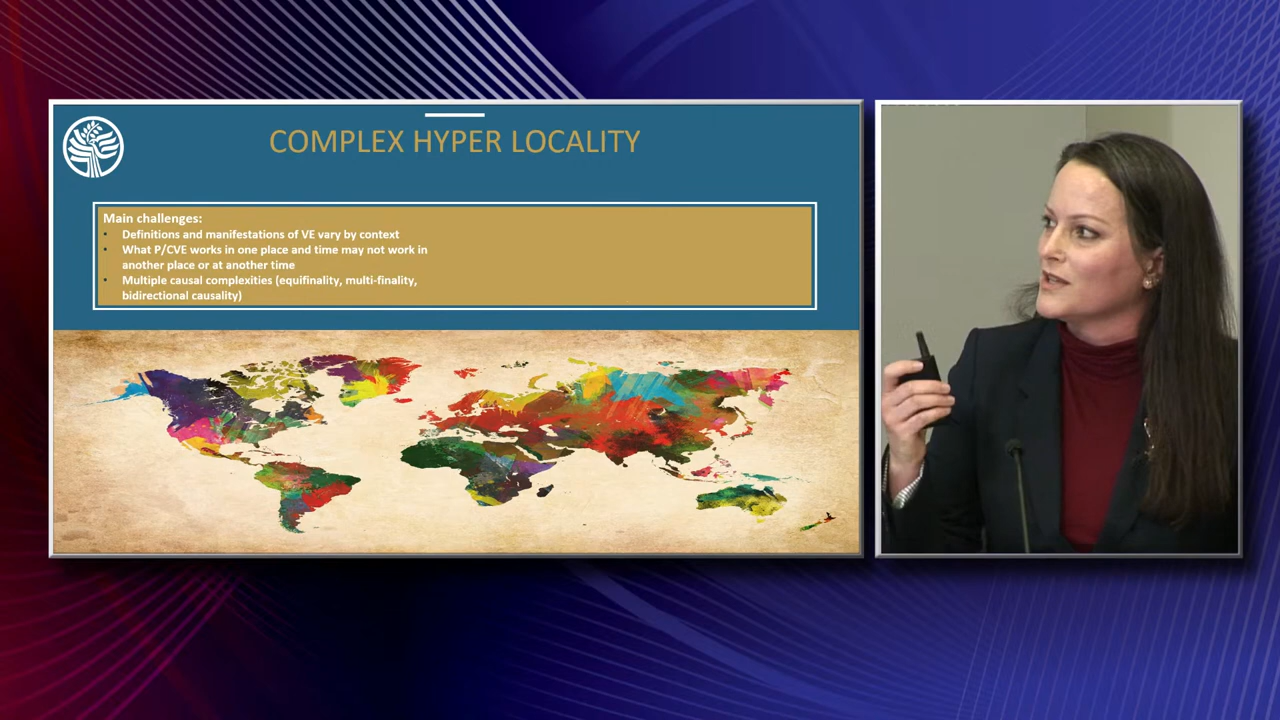 COMPLEX HYPER LOCALITY
Main challenges:
• Definitions and manifestations of VE vary by context
• What P/CVE works in one place and time may not work in
another place or at another time
• Multiple causal complexities (equifinality, multi-finality,
bidirectional causality)